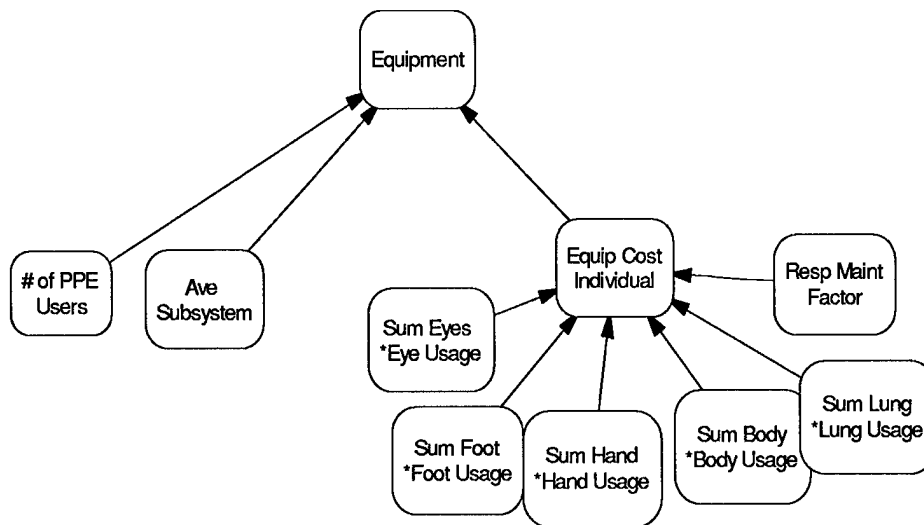 Equipment
# of PPE
Users
Ave
Subsystem
Equip Cost
Individual
Resp Maint
Factor
Sum Eyes
*Eye Usage
Sum Foot
*Foot Usage
Sum Hand
*Hand Usage
Sum Body
*Body Usage
Sum Lung
*Lung Usage